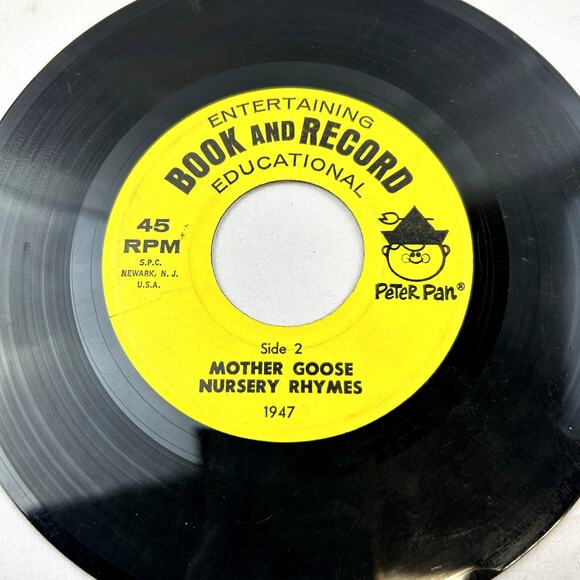 ENTERTAINING
BOOK AND RECORD
EDUCATIONAL
45
RPM
S.P.C.
NEWARK, N. J.
U.S.A.
PETER PAN®
Side 2
MOTHER GOOSE
NURSERY RHYMES
1947